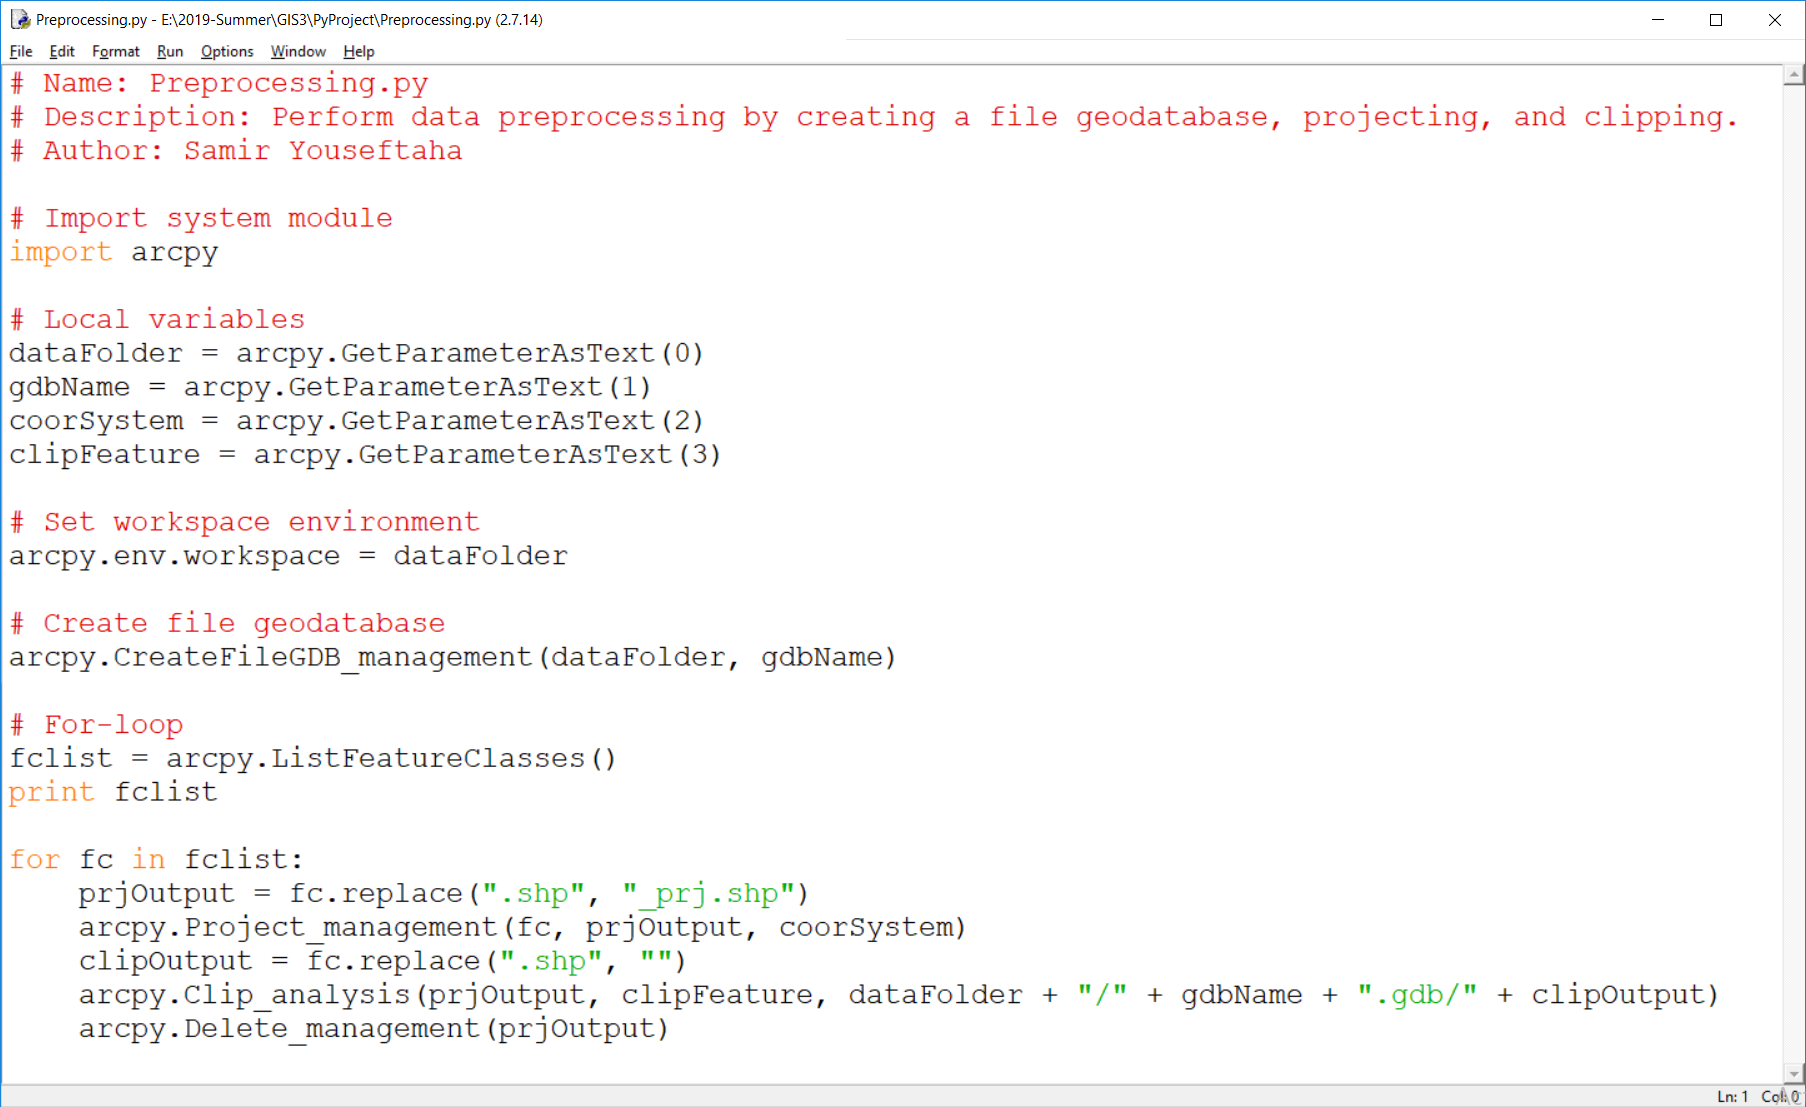 Preprocessing.py - E:\2019-Summer\GIS3\PyProject\Preprocessing.py (2.7.14)
File Edit Format Run Options Window Help
# Name: Preprocessing.py
# Description: Perform data preprocessing by creating a file geodatabase, projecting, and clipping.
# Author: Samir Youseftaha
# Import system module
import arcpy
# Local variables
dataFolder = arcpy.GetParameterAsText(0)
gdbName = arcpy.GetParameterAsText(1)
coorSystem = arcpy.GetParameterAsText(2)
clipFeature = arcpy.GetParameterAsText(3)
# Set workspace environment
arcpy.env.workspace = dataFolder
# Create file geodatabase
arcpy.CreateFileGDB_management(dataFolder, gdbName)
# For-loop
fclist = arcpy.ListFeatureClasses()
print fclist
for fc in fclist:
    prjOutput = fc.replace(".shp", "_prj.shp")
    arcpy.Project_management(fc, prjOutput, coorSystem)
    clipOutput = fc.replace(".shp", "")
    arcpy.Clip_analysis(prjOutput, clipFeature, dataFolder + "/" + gdbName + ".gdb/" + clipOutput)
    arcpy.Delete_management(prjOutput)
Ln: 1 Col: 0